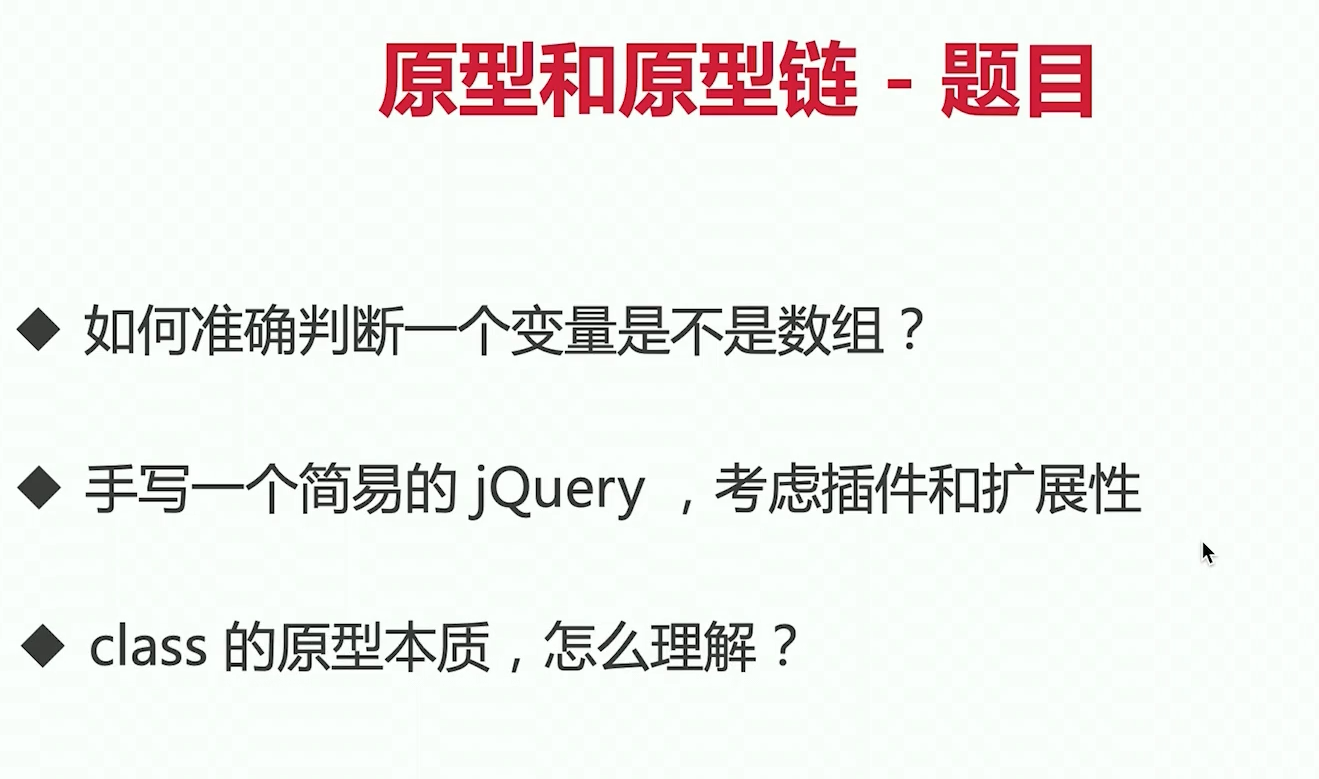 原型和原型链 - 题目
◆ 如何准确判断一个变量是不是数组？
◆ 手写一个简易的 jQuery ，考虑插件和扩展性
◆ class 的原型本质，怎么理解？